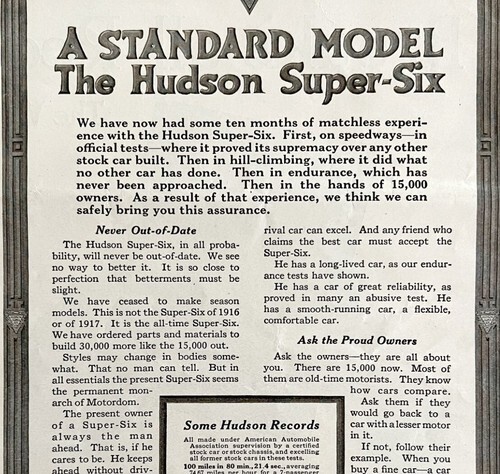 A STANDARD MODEL
The Hudson Super-Six
We have now had some ten months of matchless experi-
ence with the Hudson Super-Six. First, on speedways—in
official tests—where it proved its supremacy over any other
stock car built. Then in hill-climbing, where it did what
no other car has done. Then in endurance, which has
never been approached. Then in the hands of 15,000
owners. As a result of that experience, we think we can
safely bring you this assurance.
Never Out-of-Date
The Hudson Super-Six, in all proba-
bility, will never be out-of-date. We see
no way to better it. It is so close to
perfection that betterments must be
slight.
We have ceased to make season
models. This is not the Super-Six of 1916
or of 1917. It is the all-time Super-Six.
We have ordered parts and materials to
build 30,000 more like the 15,000 out.
Styles may change in bodies some-
what. That no man can tell. But in
all essentials the present Super-Six seems
the permanent mon-
arch of Motordom.
The present owner
of a Super-Six is
always the man
ahead. That is, if he
cares to be. He keeps
ahead without driv-
rival car can excel. And any friend who
claims the best car must accept the
Super-Six.
He has a long-lived car, as our endur-
ance tests have shown.
He has a car of great reliability, as
proved in many an abusive test. He
has a smooth-running car, a flexible,
comfortable car.
Ask the Proud Owners
Ask the owners—they are all about
you. There are 15,000 now. Most of
them are old-time motorists. They know
how cars compare.
Ask them if they
would go back to a
car with a lesser motor
in it.
If not, follow their
example. When you
buy a fine car—a car
Some Hudson Records
All made under American Automobile
Association supervision by a certified
stock car or stock chassis, and excelling
all former stock cars in these tests.
100 miles in 80 min., 21.4 sec., averaging
74.67 miles per hour for a 7-passenger